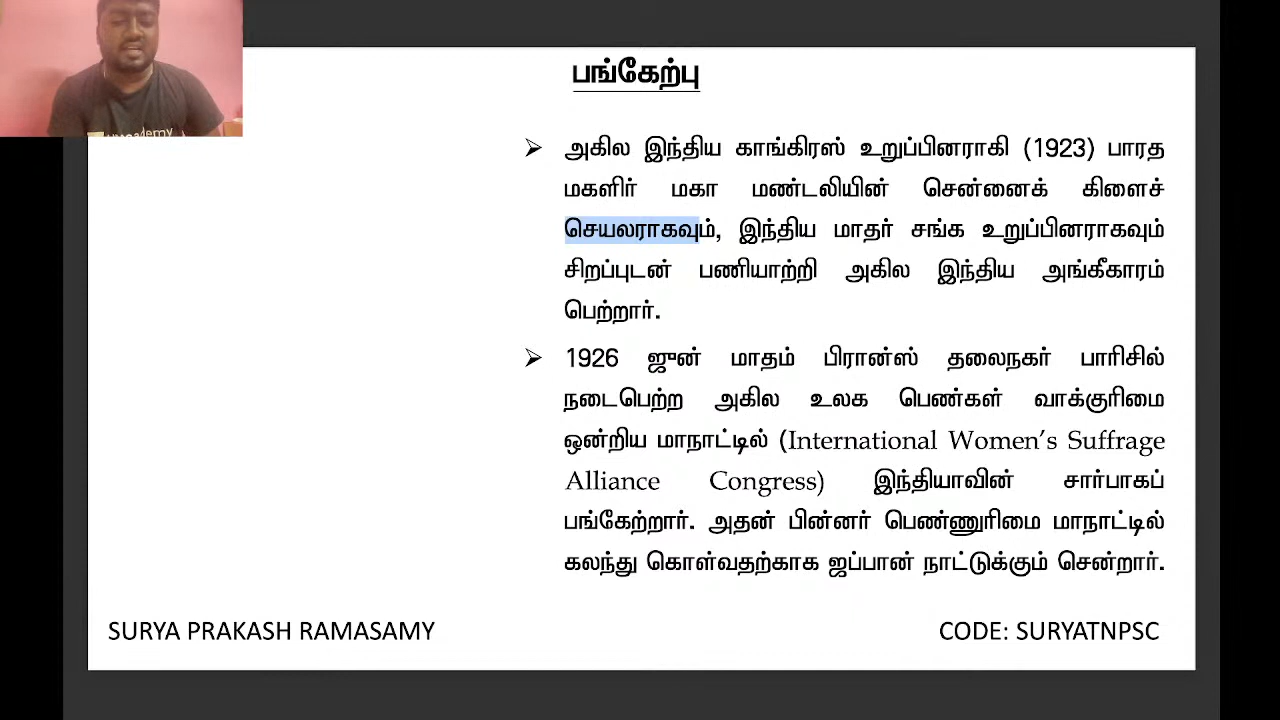 பங்கேற்பு
அகில இந்திய காங்கிரஸ் உறுப்பினராகி (1923) பாரத
மகளிர் மகா மண்டலியின் சென்னைக் கிளைச்
செயலராகவும், இந்திய மாதர் சங்க உறுப்பினராகவும்
சிறப்புடன் பணியாற்றி அகில இந்திய அங்கீகாரம்
பெற்றார்.
1926 ஜுன் மாதம் பிரான்ஸ் தலைநகர் பாரிசில்
நடைபெற்ற அகில உலக பெண்கள் வாக்குரிமை
ஒன்றிய மாநாட்டில் (International Women’s Suffrage
Alliance Congress) இந்தியாவின் சார்பாகப்
பங்கேற்றார். அதன் பின்னர் பெண்ணுரிமை மாநாட்டில்
கலந்து கொள்வதற்காக ஜப்பான் நாட்டுக்கும் சென்றார்.
SURYA PRAKASH RAMASAMY
CODE: SURYATNPSC